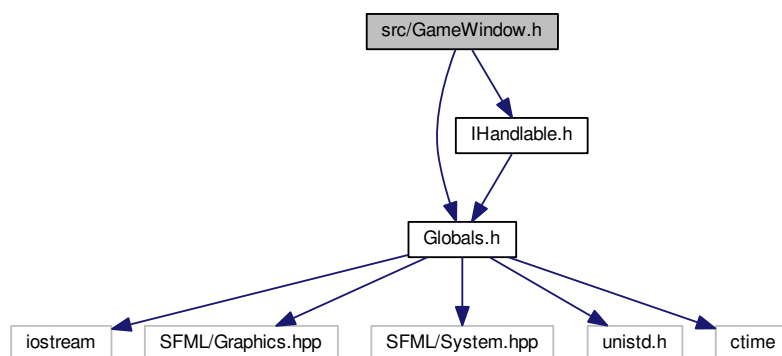 src/GameWindow.h
IHandlable.h
Globals.h
iostream
SFML/Graphics.hpp
SFML/System.hpp
unistd.h
ctime